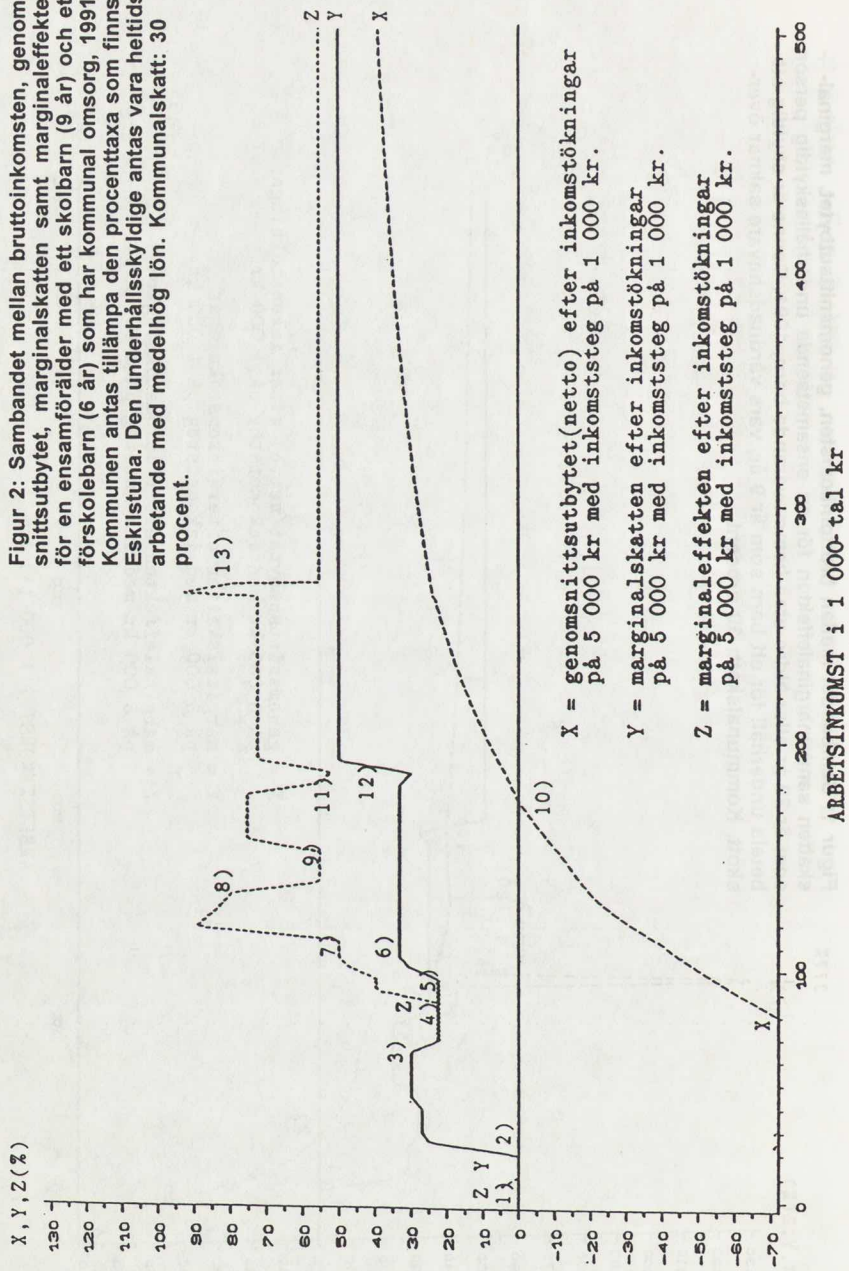 Figur 2: Sambandet mellan bruttoinkomsten, genom
snittsutbytet, marginalskatten samt marginaleffekte
för en ensamförälder med ett skolbarn (9 år) och et
förskolebarn (6 år) som har kommunal omsorg, 1991
Kommunen antas tillämpa den procenttaxa som finns
Eskilstuna. Den underhållsskyldige antas vara heltids
arbetande med medelhög lön. Kommunalskatt: 30
procent.
X,Y,Z(%)
130
120
110
100
90
80
70
60
50
40
30
20
10
0
-10
-20
-30
-40
-50
-60
-70
Z Y
1)
2)
3)
Z
4)
5)
6)
7)
8)
9)
10)
11)
12)
13)
Z
Y
X
X
X = genomsnittsutbytet(netto) efter inkomstökningar
på 5 000 kr med inkomststeg på 1 000 kr.
Y = marginalskatten efter inkomstökningar
på 5 000 kr med inkomststeg på 1 000 kr.
Z = marginaleffekten efter inkomstökningar
på 5 000 kr med inkomststeg på 1 000 kr.
0 100 200 300 400 500
ARBETSINKOMST i 1 000-tal kr